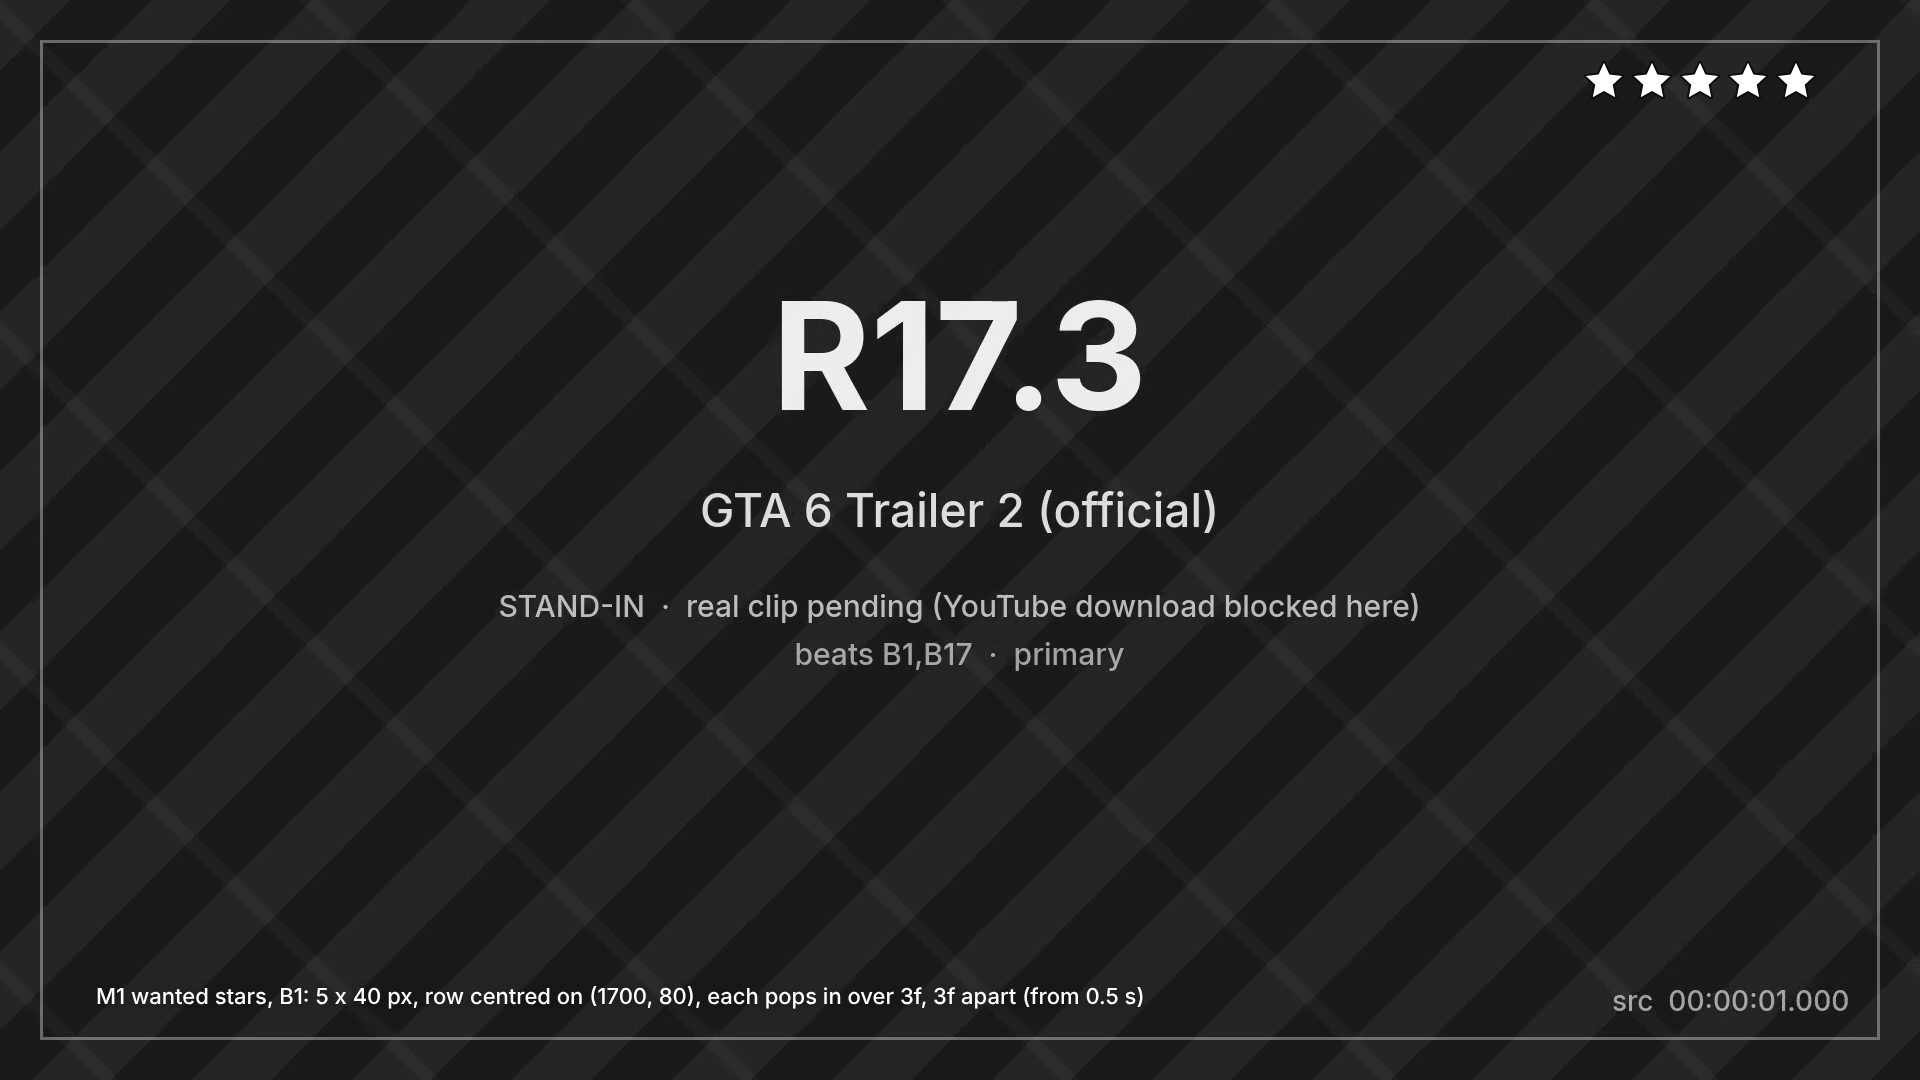 R17.3
GTA 6 Trailer 2 (official)
STAND-IN · real clip pending (YouTube download blocked here)
beats B1,B17 · primary
M1 wanted stars, B1: 5 x 40 px, row centred on (1700, 80), each pops in over 3f, 3f apart (from 0.5 s)
src 00:00:01.000